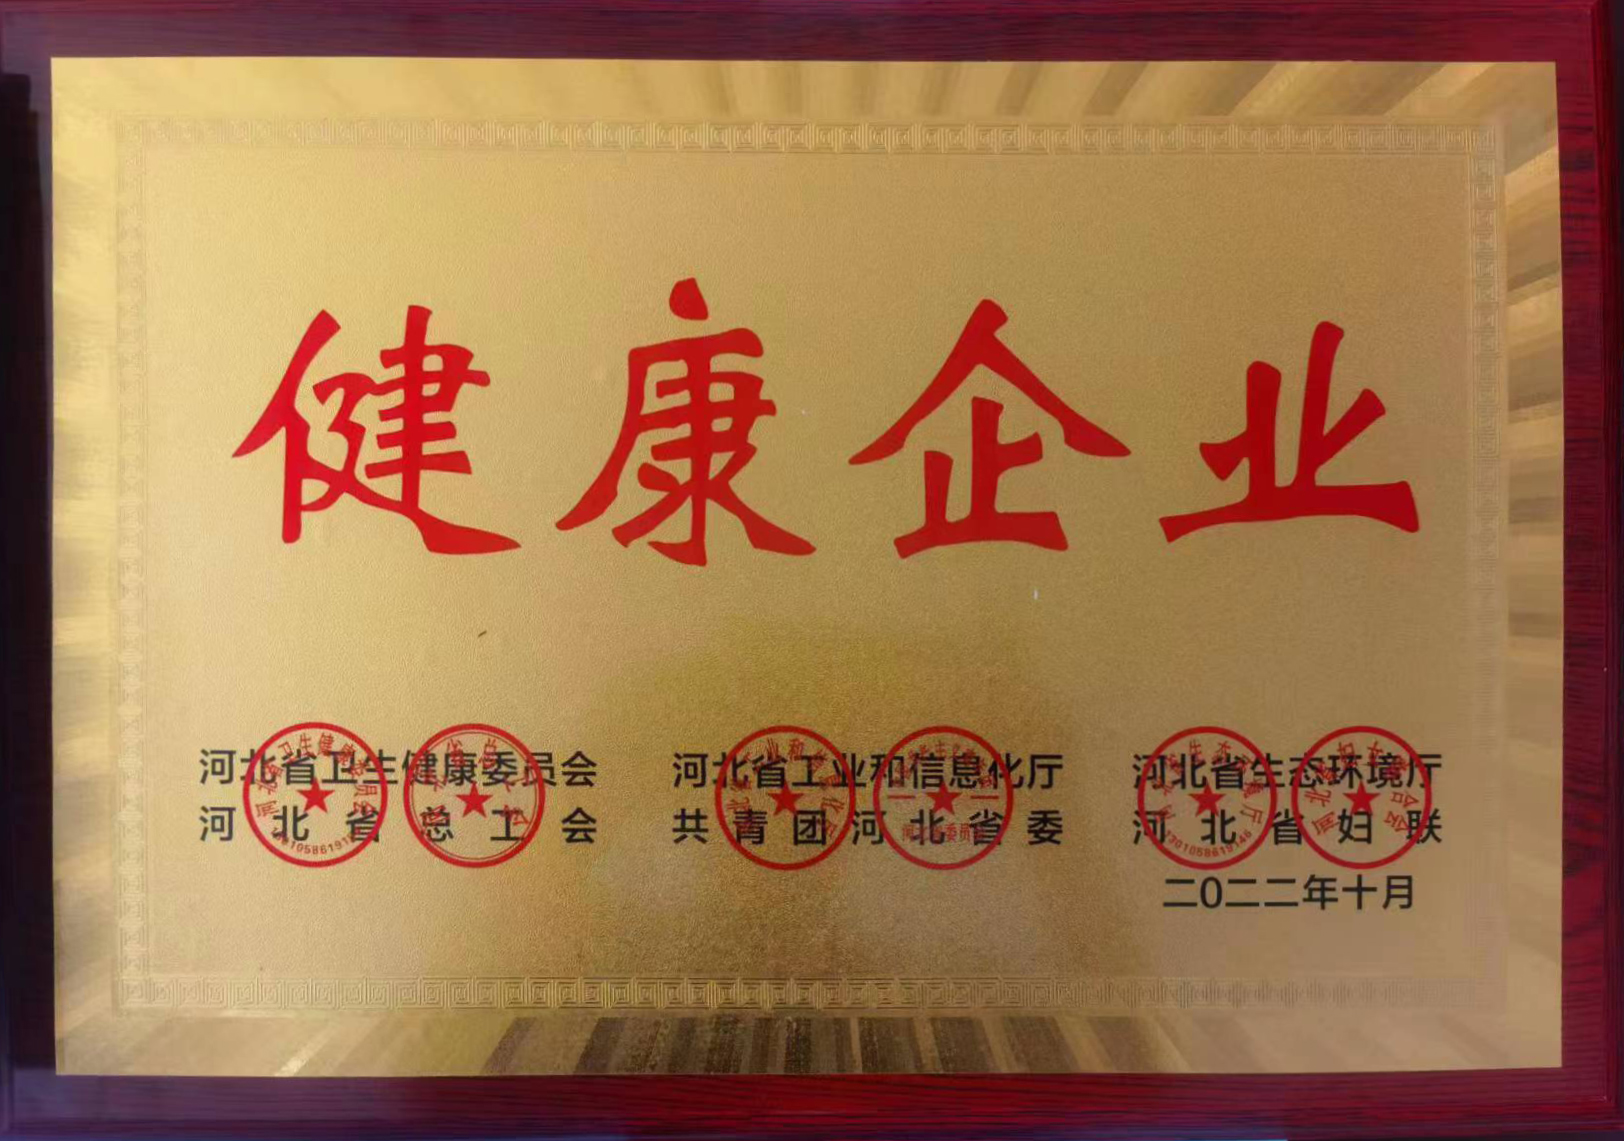 健康企业
河北省卫生健康委员会 河北省工业和信息化厅 河北省生态环境厅
河北省总工会 共青团河北省委 河北省妇联
二0二二年十月